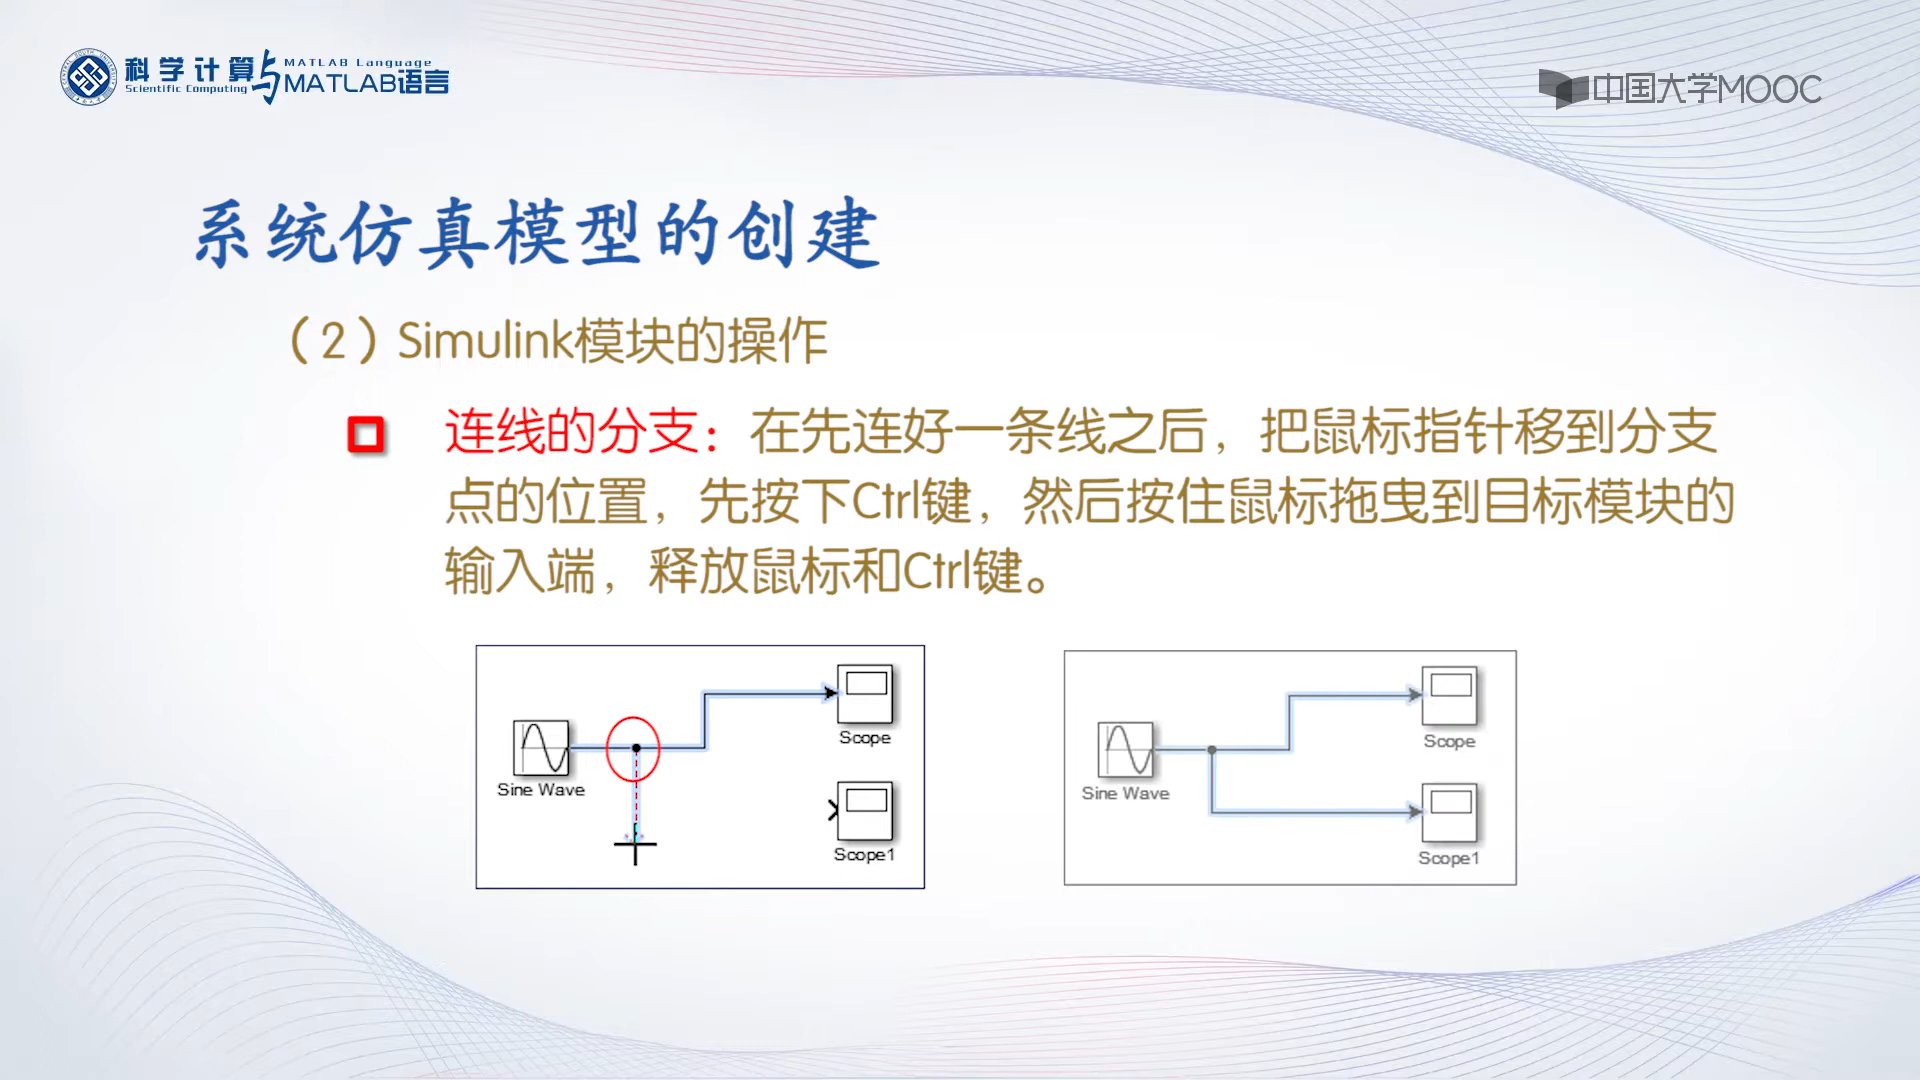 科学计算与MATLAB语言
Scientific Computing
MATLAB Language
中国大学MOOC
系统仿真模型的创建
（2）Simulink模块的操作
连线的分支：在先连好一条线之后，把鼠标指针移到分支
点的位置，先按下Ctrl键，然后按住鼠标拖曳到目标模块的
输入端，释放鼠标和Ctrl键。
Scope
Sine Wave
Scope1
Scope
Sine Wave
Scope1